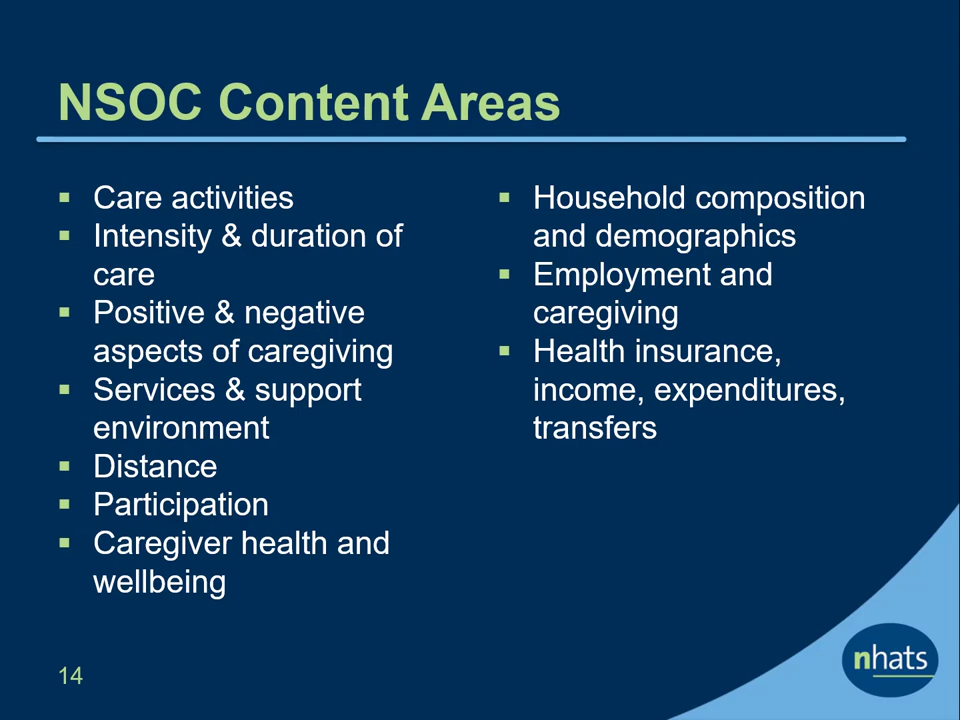 NSOC Content Areas
▪ Care activities
▪ Intensity & duration of
care
▪ Positive & negative
aspects of caregiving
▪ Services & support
environment
▪ Distance
▪ Participation
▪ Caregiver health and
wellbeing
▪ Household composition
and demographics
▪ Employment and
caregiving
▪ Health insurance,
income, expenditures,
transfers
14
nhats